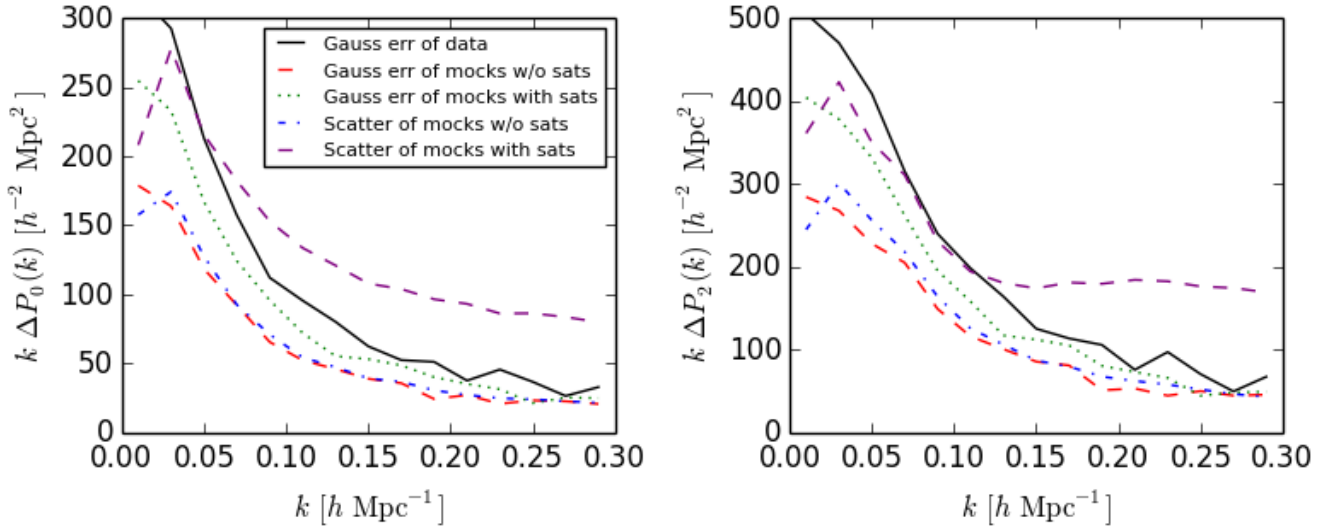 300
250
200
150
100
50
0
k ΔP₀(k) [h⁻² Mpc²]
Gauss err of data
Gauss err of mocks w/o sats
Gauss err of mocks with sats
Scatter of mocks w/o sats
Scatter of mocks with sats
0.00 0.05 0.10 0.15 0.20 0.25 0.30
k [h Mpc⁻¹]
500
400
300
200
100
0
k ΔP₂(k) [h⁻² Mpc²]
0.00 0.05 0.10 0.15 0.20 0.25 0.30
k [h Mpc⁻¹]